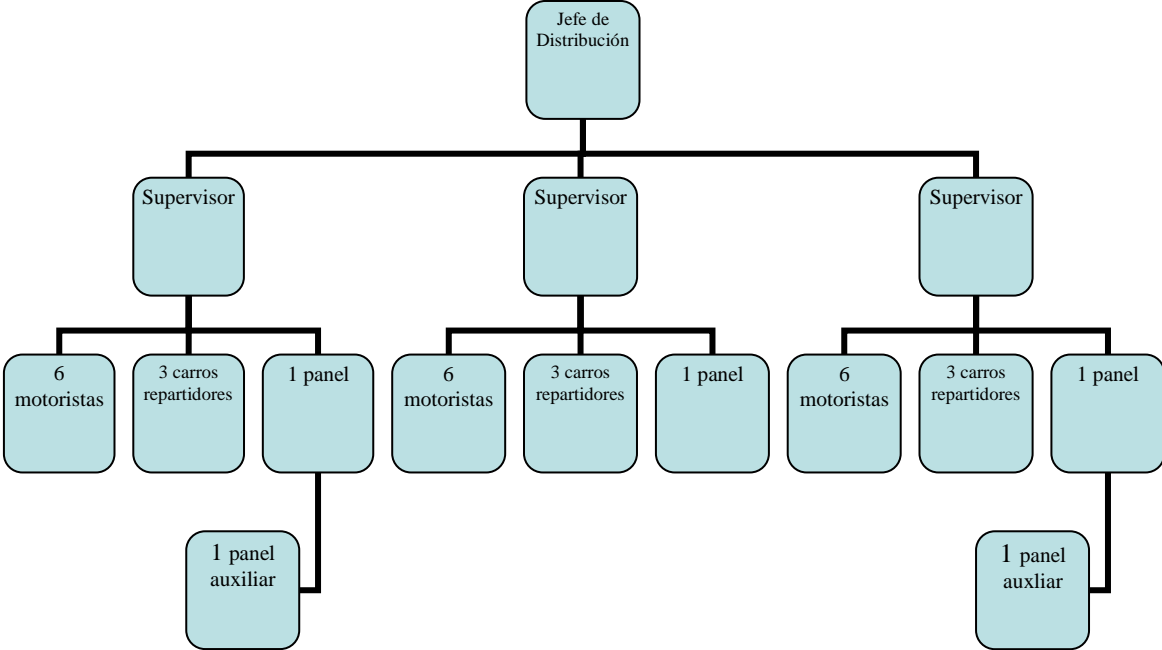 Jefe de
Distribución
Supervisor
Supervisor
Supervisor
6
motoristas
3 carros
repartidores
1 panel
6
motoristas
3 carros
repartidores
1 panel
6
motoristas
3 carros
repartidores
1 panel
1 panel
auxiliar
1 panel
auxliar